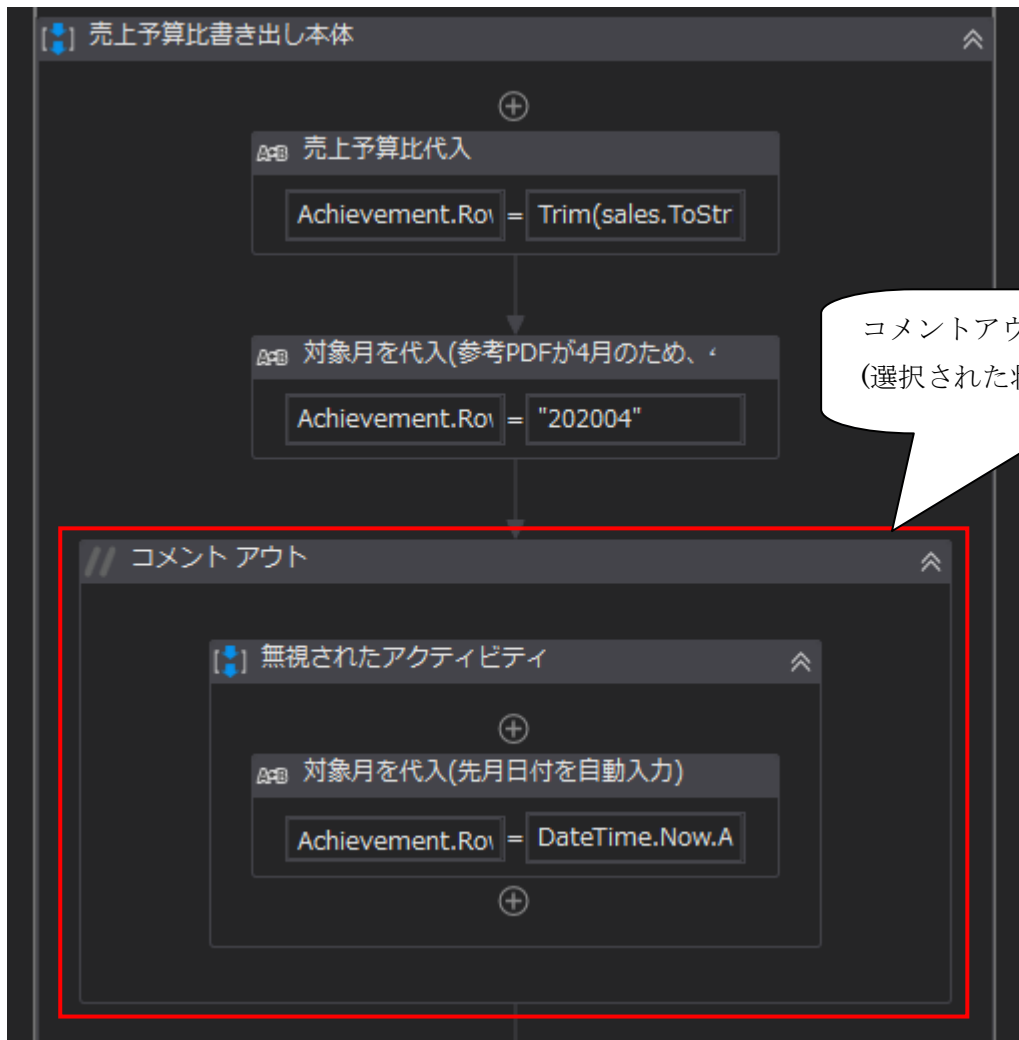 売上予算比書き出し本体
売上予算比代入
Achievement.Rov = Trim(sales.ToStr
コメントアウ
(選択された
対象月を代入(参考PDFが4月のため、
Achievement.Rov = "202004"
// コメント アウト
無視されたアクティビティ
対象月を代入(先月日付を自動入力)
Achievement.Rov = DateTime.Now.A